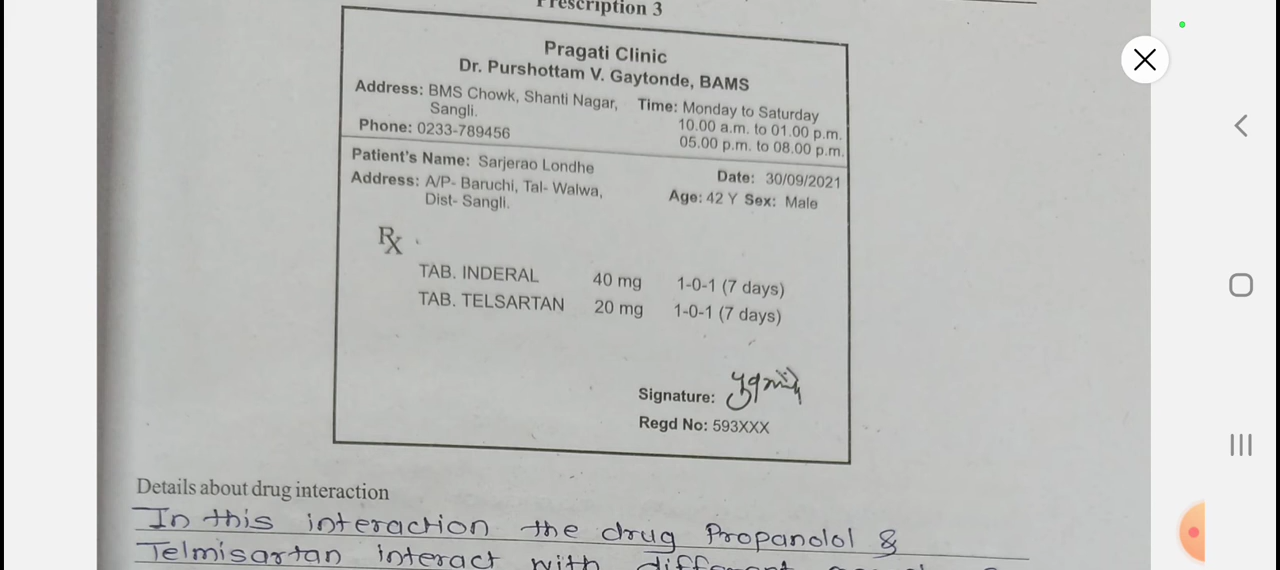 Prescription 3
Pragati Clinic
Dr. Purshottam V. Gaytonde, BAMS
Address: BMS Chowk, Shanti Nagar, Sangli.
Phone: 0233-789456
Time: Monday to Saturday
10.00 a.m. to 01.00 p.m.
05.00 p.m. to 08.00 p.m.
Patient's Name: Sarjerao Londhe
Date: 30/09/2021
Address: A/P- Baruchi, Tal- Walwa,
Dist- Sangli.
Age: 42 Y Sex: Male
Rx
TAB. INDERAL 40 mg 1-0-1 (7 days)
TAB. TELSARTAN 20 mg 1-0-1 (7 days)
Signature:
Regd No: 593XXX
Details about drug interaction
In this interaction the drug Propanolol &
Telmisartan interact with different